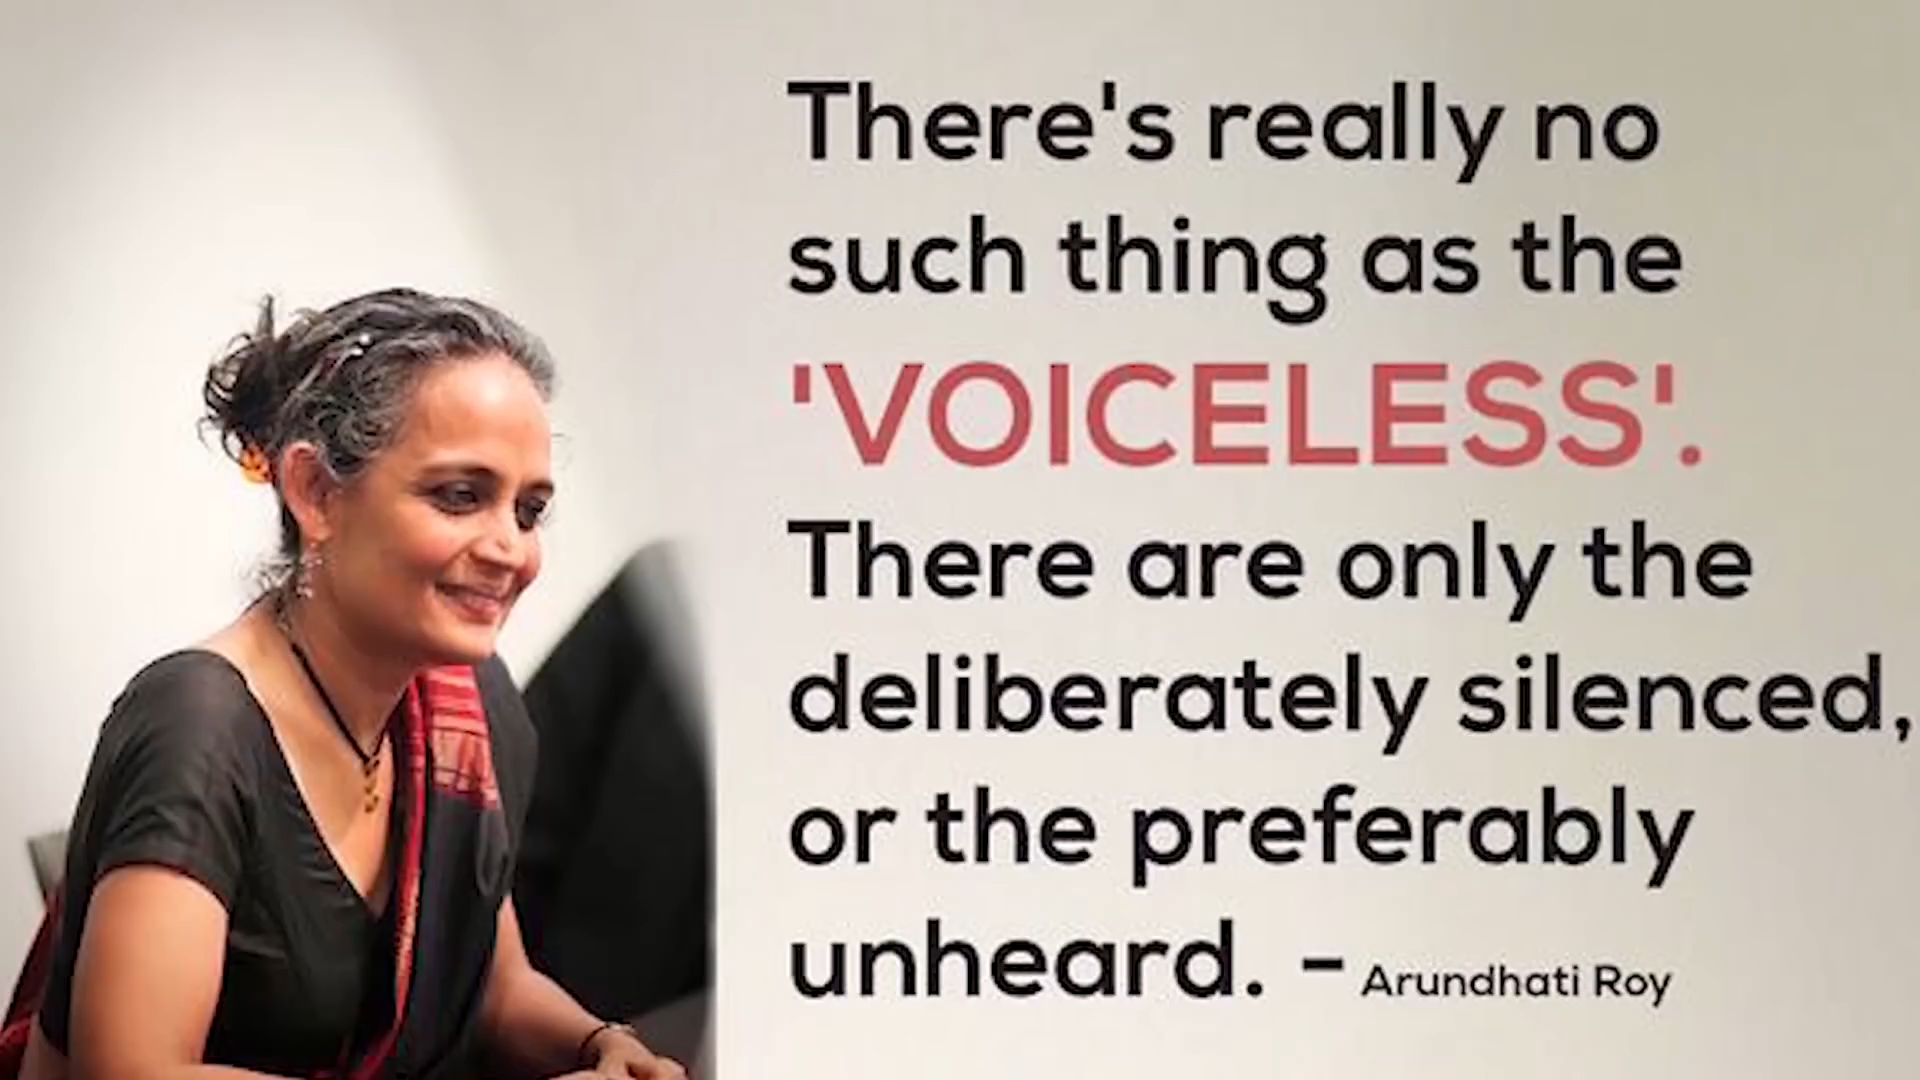 There's really no
such thing as the
'VOICELESS'.
There are only the
deliberately silenced,
or the preferably
unheard. - Arundhati Roy